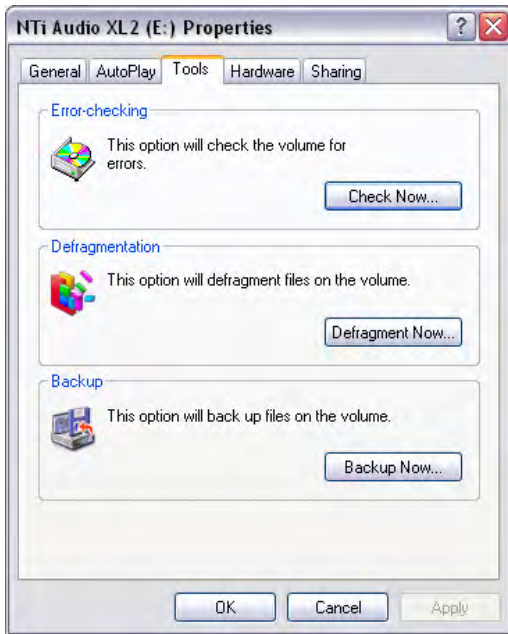 NTi Audio XL2 (E:) Properties
General AutoPlay Tools Hardware Sharing
Error-checking
This option will check the volume for
errors.
Check Now...
Defragmentation
This option will defragment files on the volume.
Defragment Now...
Backup
This option will back up files on the volume.
Backup Now...
OK Cancel Apply